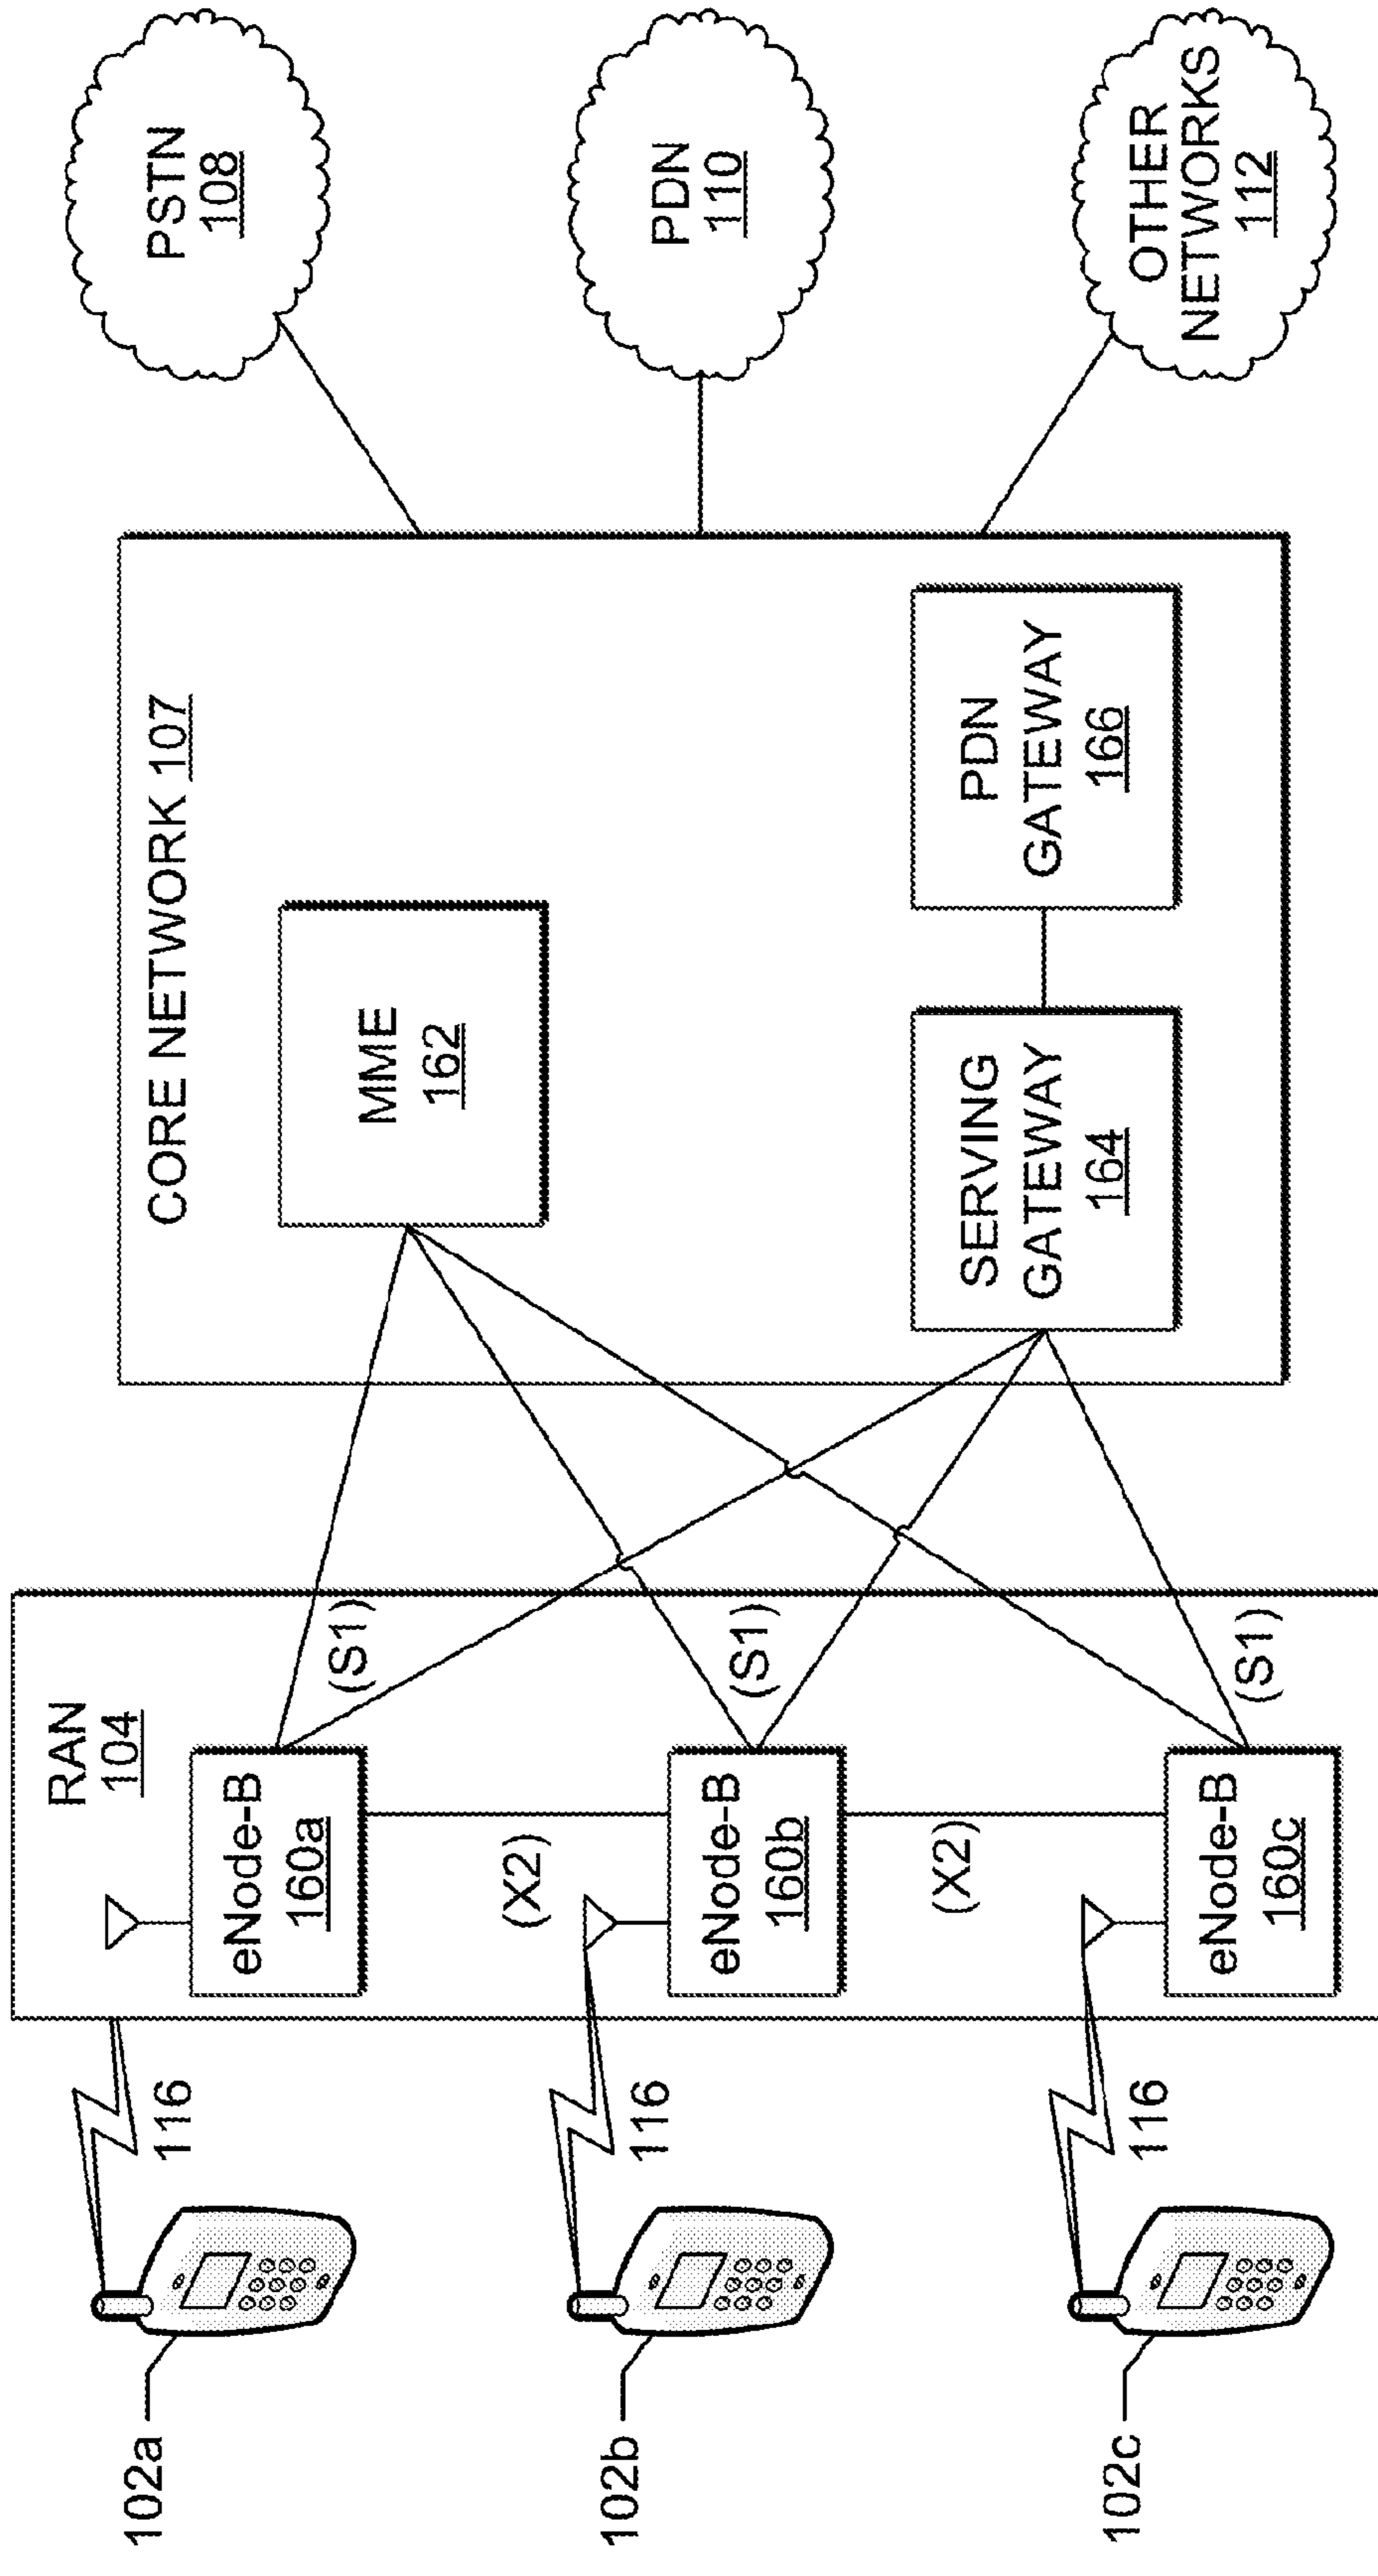 102a
116
RAN
104
eNode-B
160a
(S1)
(X2)
102b
116
eNode-B
160b
(S1)
(X2)
102c
116
eNode-B
160c
(S1)
CORE NETWORK 107
MME
162
SERVING
GATEWAY
164
PDN
GATEWAY
166
PSTN
108
PDN
110
OTHER
NETWORKS
112